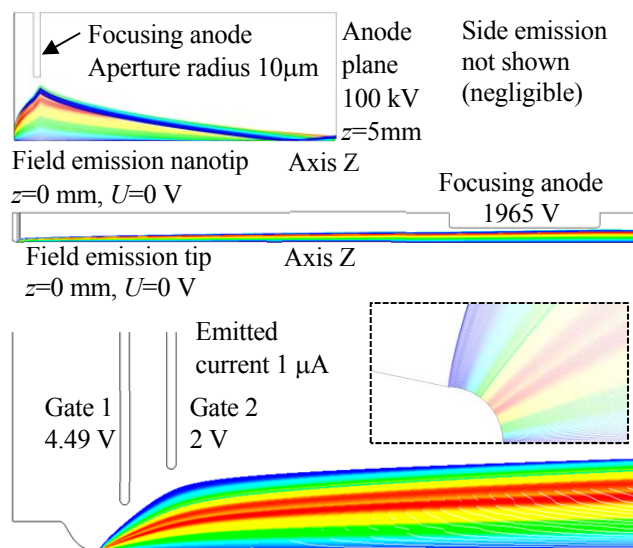 Focusing anode
Aperture radius 10μm
Anode
plane
100 kV
z=5mm
Side emission
not shown
(negligible)
Field emission nanotip
z=0 mm, U=0 V
Axis Z
Focusing anode
1965 V
Field emission tip
z=0 mm, U=0 V
Axis Z
Emitted
current 1 μA
Gate 1
4.49 V
Gate 2
2 V